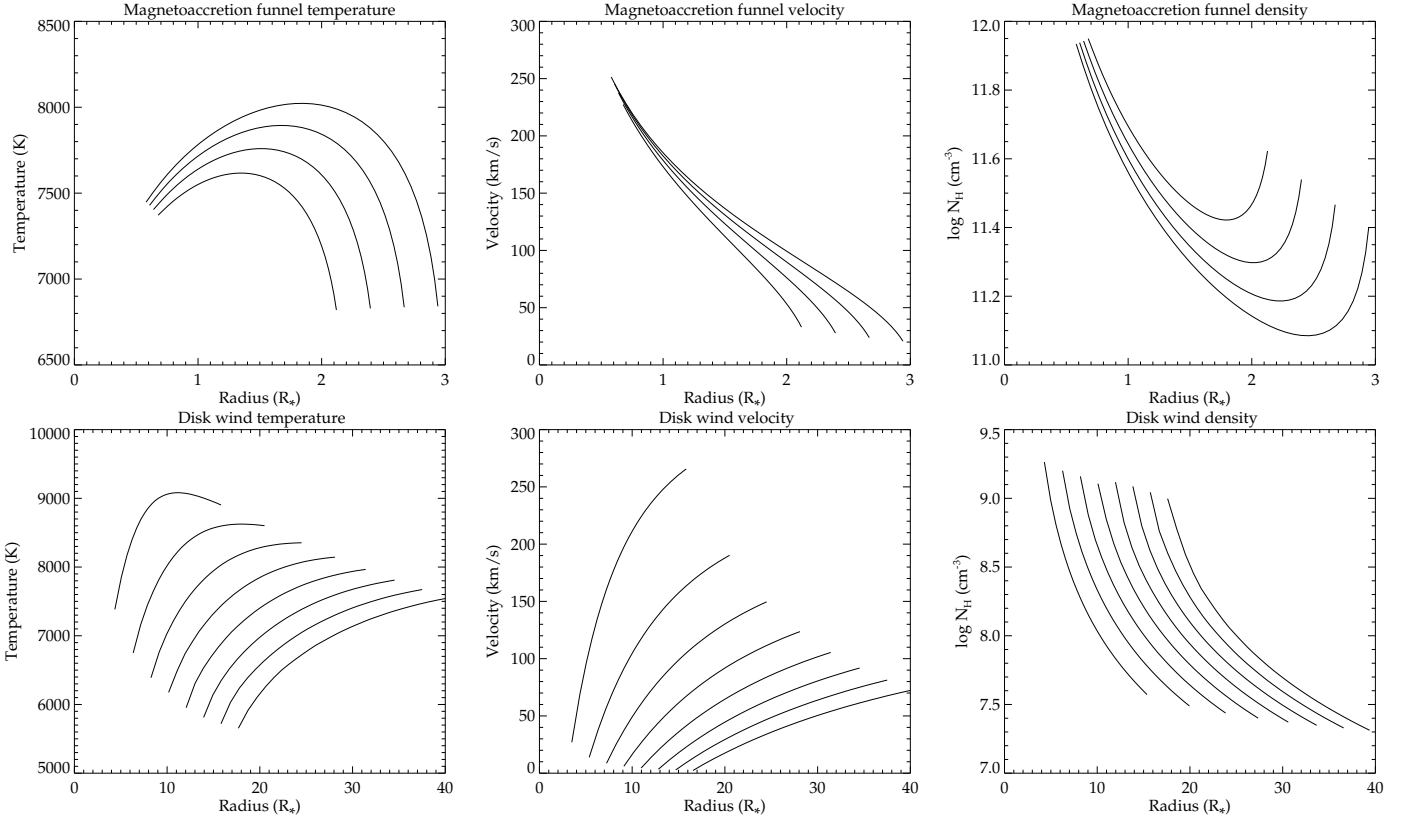 Magnetoaccretion funnel temperature
8500
8000
7500
7000
6500
Temperature (K)
0 1 2 3
Radius (R*)
Magnetoaccretion funnel velocity
300
250
200
150
100
50
0
Velocity (km/s)
0 1 2 3
Radius (R*)
Magnetoaccretion funnel density
12.0
11.8
11.6
11.4
11.2
11.0
log NH (cm-3)
0 1 2 3
Radius (R*)
Disk wind temperature
10000
9000
8000
7000
6000
5000
Temperature (K)
0 10 20 30 40
Radius (R*)
Disk wind velocity
300
250
200
150
100
50
0
Velocity (km/s)
0 10 20 30 40
Radius (R*)
Disk wind density
9.5
9.0
8.5
8.0
7.5
7.0
log NH (cm-3)
0 10 20 30 40
Radius (R*)